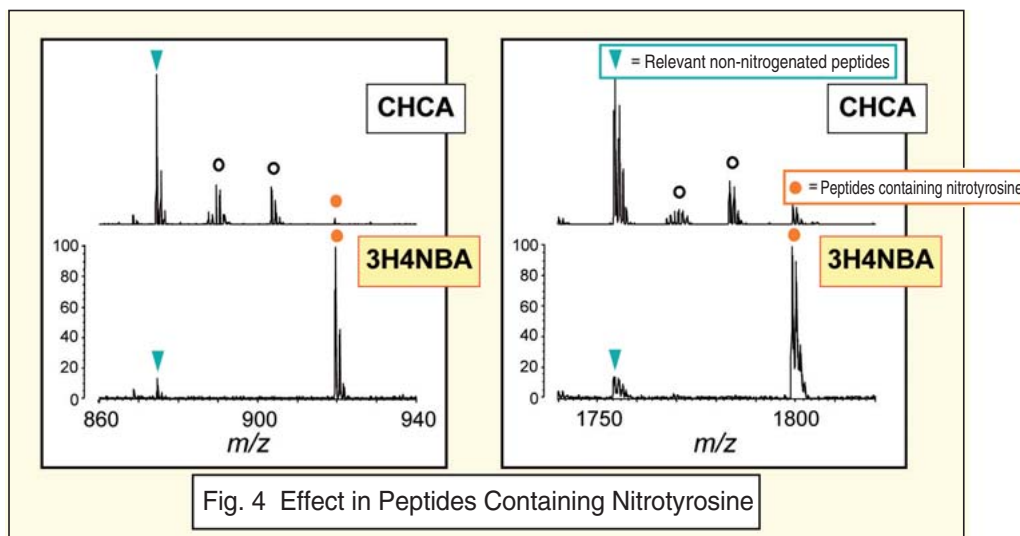 = Relevant non-nitrogenated peptides
CHCA
CHCA
= Peptides containing nitrotyrosine
3H4NBA
3H4NBA
100
80
60
40
20
0
860 900 940
m/z
100
80
60
40
20
0
1750 1800
m/z
Fig. 4 Effect in Peptides Containing Nitrotyrosine